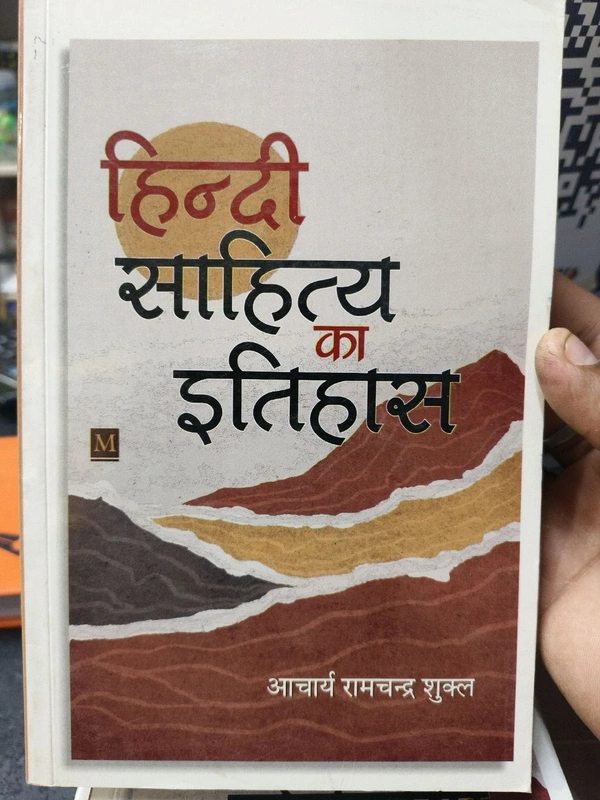 हिन्दी
साहित्य
का
इतिहास
M
आचार्य रामचन्द्र शुक्ल